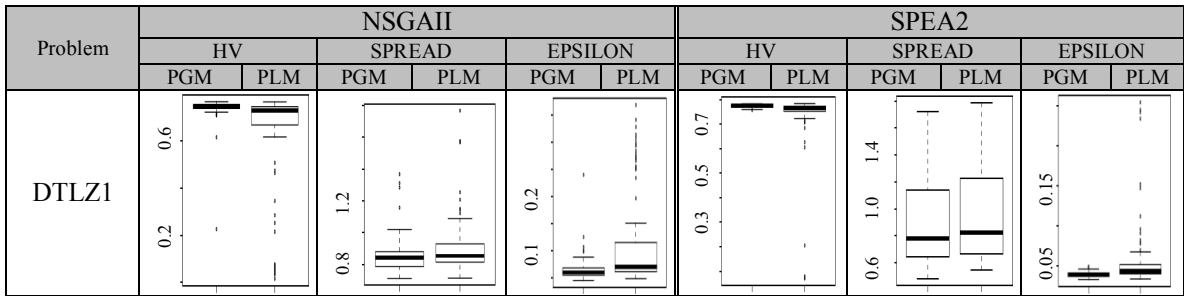 Problem NSGAII SPEA2
HV SPREAD EPSILON HV SPREAD EPSILON
PGM PLM PGM PLM PGM PLM PGM PLM PGM PLM PGM PLM
DTLZ1
0.2 0.6
0.8 1.2
0.1 0.2
0.3 0.5 0.7
0.6 1.0 1.4
0.05 0.15